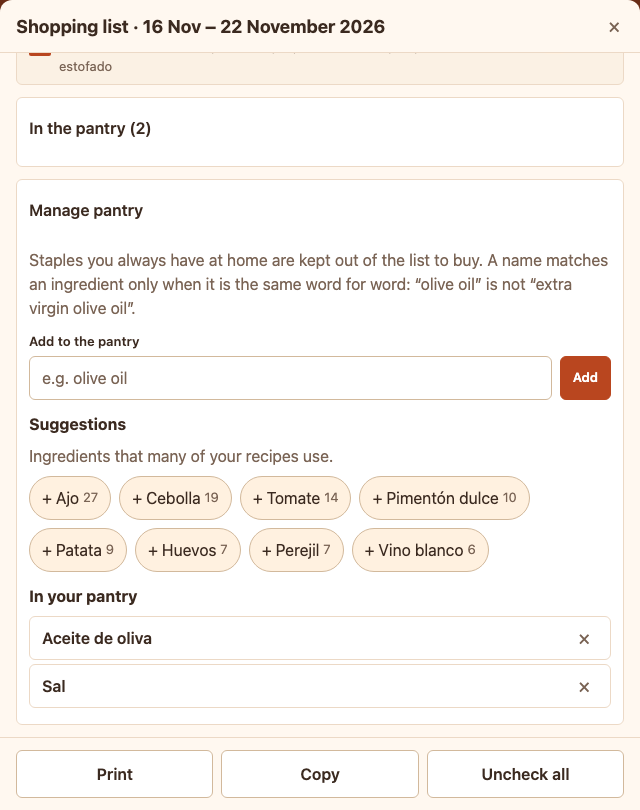 Shopping list · 16 Nov – 22 November 2026
×
estofado
In the pantry (2)
Manage pantry
Staples you always have at home are kept out of the list to buy. A name matches
an ingredient only when it is the same word for word: “olive oil” is not “extra
virgin olive oil”.
Add to the pantry
e.g. olive oil
Add
Suggestions
Ingredients that many of your recipes use.
+ Ajo 27 + Cebolla 19 + Tomate 14 + Pimentón dulce 10
+ Patata 9 + Huevos 7 + Perejil 7 + Vino blanco 6
In your pantry
Aceite de oliva ×
Sal ×
Print Copy Uncheck all